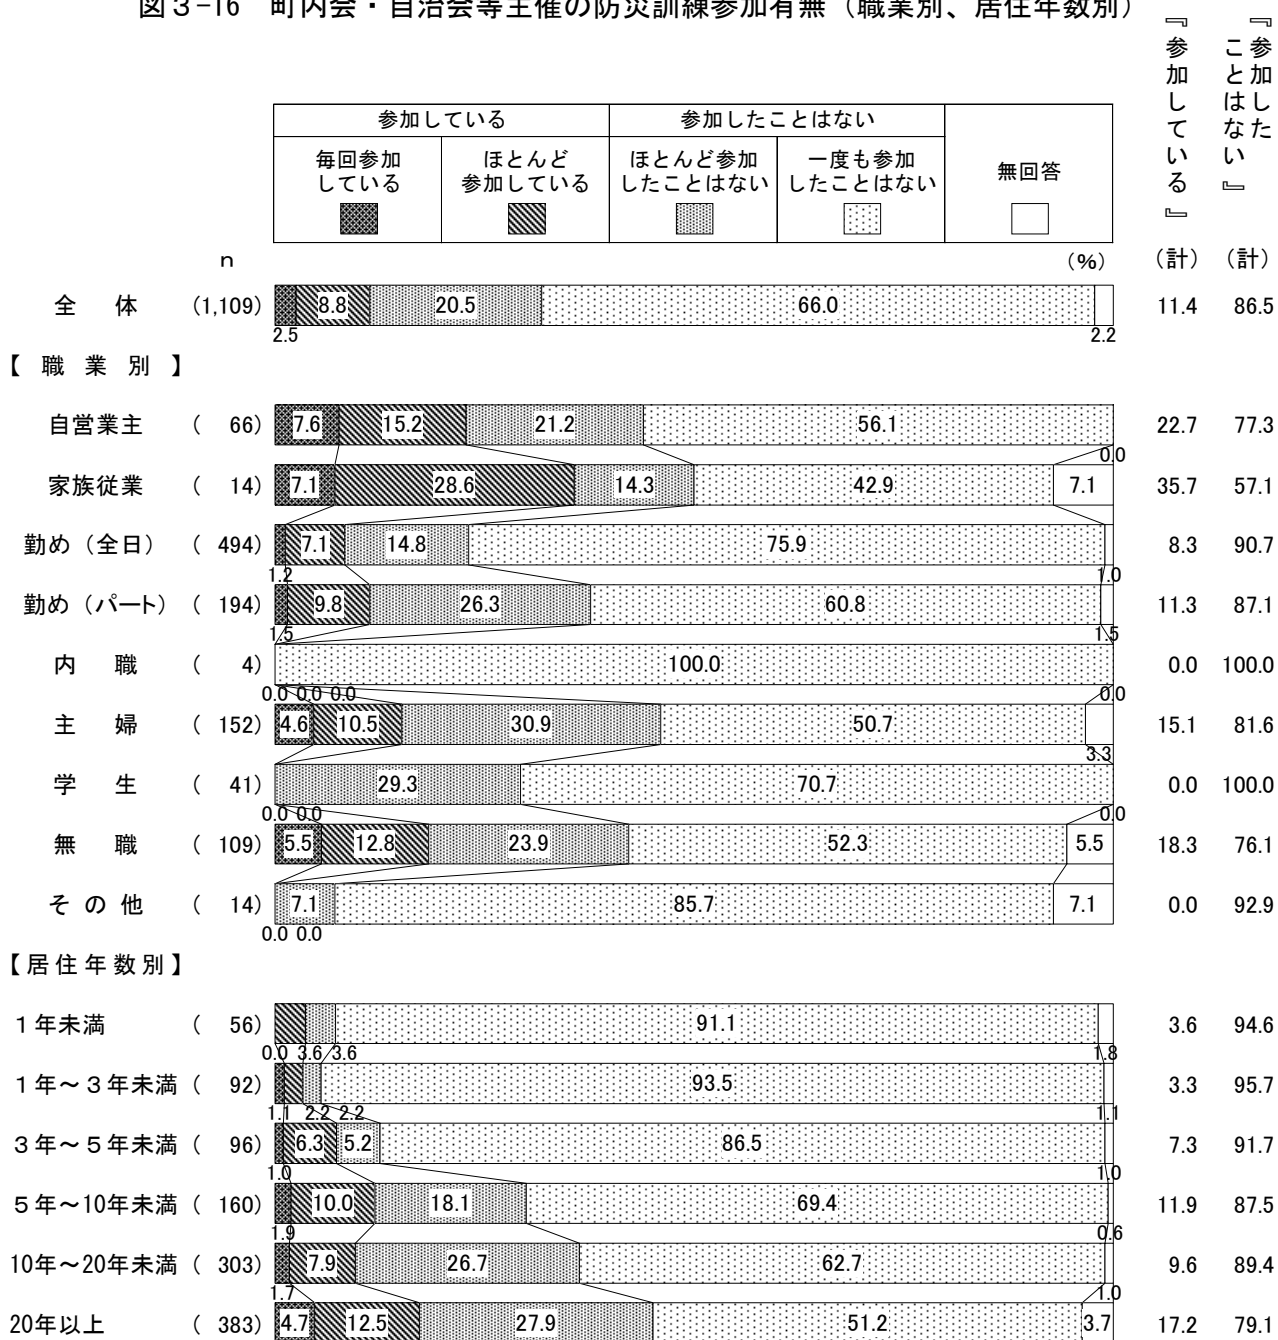 図３-16　町内会・自治会等主催の防災訓練参加有無（職業別、居住年数別）
『参加している』
『参加したことはない』
参加している 参加したことはない
毎回参加している ほとんど参加している ほとんど参加したことはない 一度も参加したことはない 無回答
ｎ （%） （計） （計）
全　体 (1,109) 8.8 20.5 66.0 11.4 86.5
2.5 2.2
【 職 業 別 】
自営業主 ( 66) 7.6 15.2 21.2 56.1 22.7 77.3
0.0
家族従業 ( 14) 7.1 28.6 14.3 42.9 7.1 35.7 57.1
勤め（全日） ( 494) 7.1 14.8 75.9 8.3 90.7
1.2 1.0
勤め（パート） ( 194) 9.8 26.3 60.8 11.3 87.1
1.5 1.5
内　職 ( 4) 100.0 0.0 100.0
0.0 0.0 0.0 0.0
主　婦 ( 152) 4.6 10.5 30.9 50.7 15.1 81.6
3.3
学　生 ( 41) 29.3 70.7 0.0 100.0
0.0 0.0 0.0
無　職 ( 109) 5.5 12.8 23.9 52.3 5.5 18.3 76.1
そ の 他 ( 14) 7.1 85.7 7.1 0.0 92.9
0.0 0.0
【居住年数別】
１年未満 ( 56) 91.1 3.6 94.6
0.0 3.6 3.6 1.8
１年～３年未満 ( 92) 93.5 3.3 95.7
1.1 2.2 2.2 1.1
３年～５年未満 ( 96) 6.3 5.2 86.5 7.3 91.7
1.0 1.0
５年～10年未満 ( 160) 10.0 18.1 69.4 11.9 87.5
1.9 0.6
10年～20年未満 ( 303) 7.9 26.7 62.7 9.6 89.4
1.7 1.0
20年以上 ( 383) 4.7 12.5 27.9 51.2 3.7 17.2 79.1